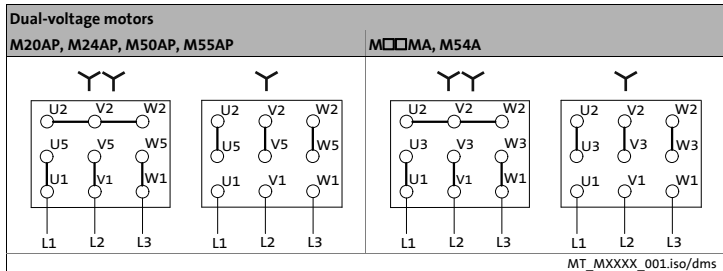 Dual-voltage motors
M20AP, M24AP, M50AP, M55AP
M□□MA, M54A
U2 V2 W2 U2 V2 W2 U2 V2 W2 U2 V2 W2
U5 V5 W5 U5 V5 W5 U3 V3 W3 U3 V3 W3
U1 V1 W1 U1 V1 W1 U1 V1 W1 U1 V1 W1
L1 L2 L3 L1 L2 L3 L1 L2 L3 L1 L2 L3
MT_MXXXX_001.iso/dms